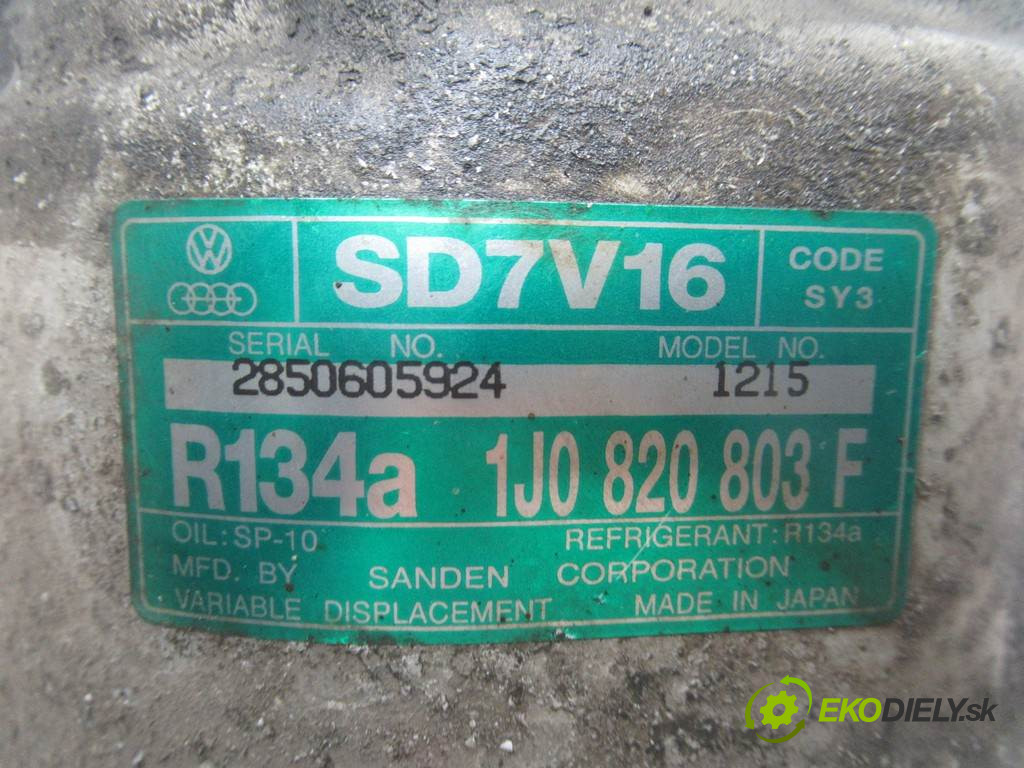 SD7V16
CODE
SY3
SERIAL NO. MODEL NO.
2850605924 1215
R134a 1J0 820 803 F
OIL: SP-10 REFRIGERANT: R134a
MFD. BY SANDEN CORPORATION
VARIABLE DISPLACEMENT MADE IN JAPAN
EKODIELY.sk